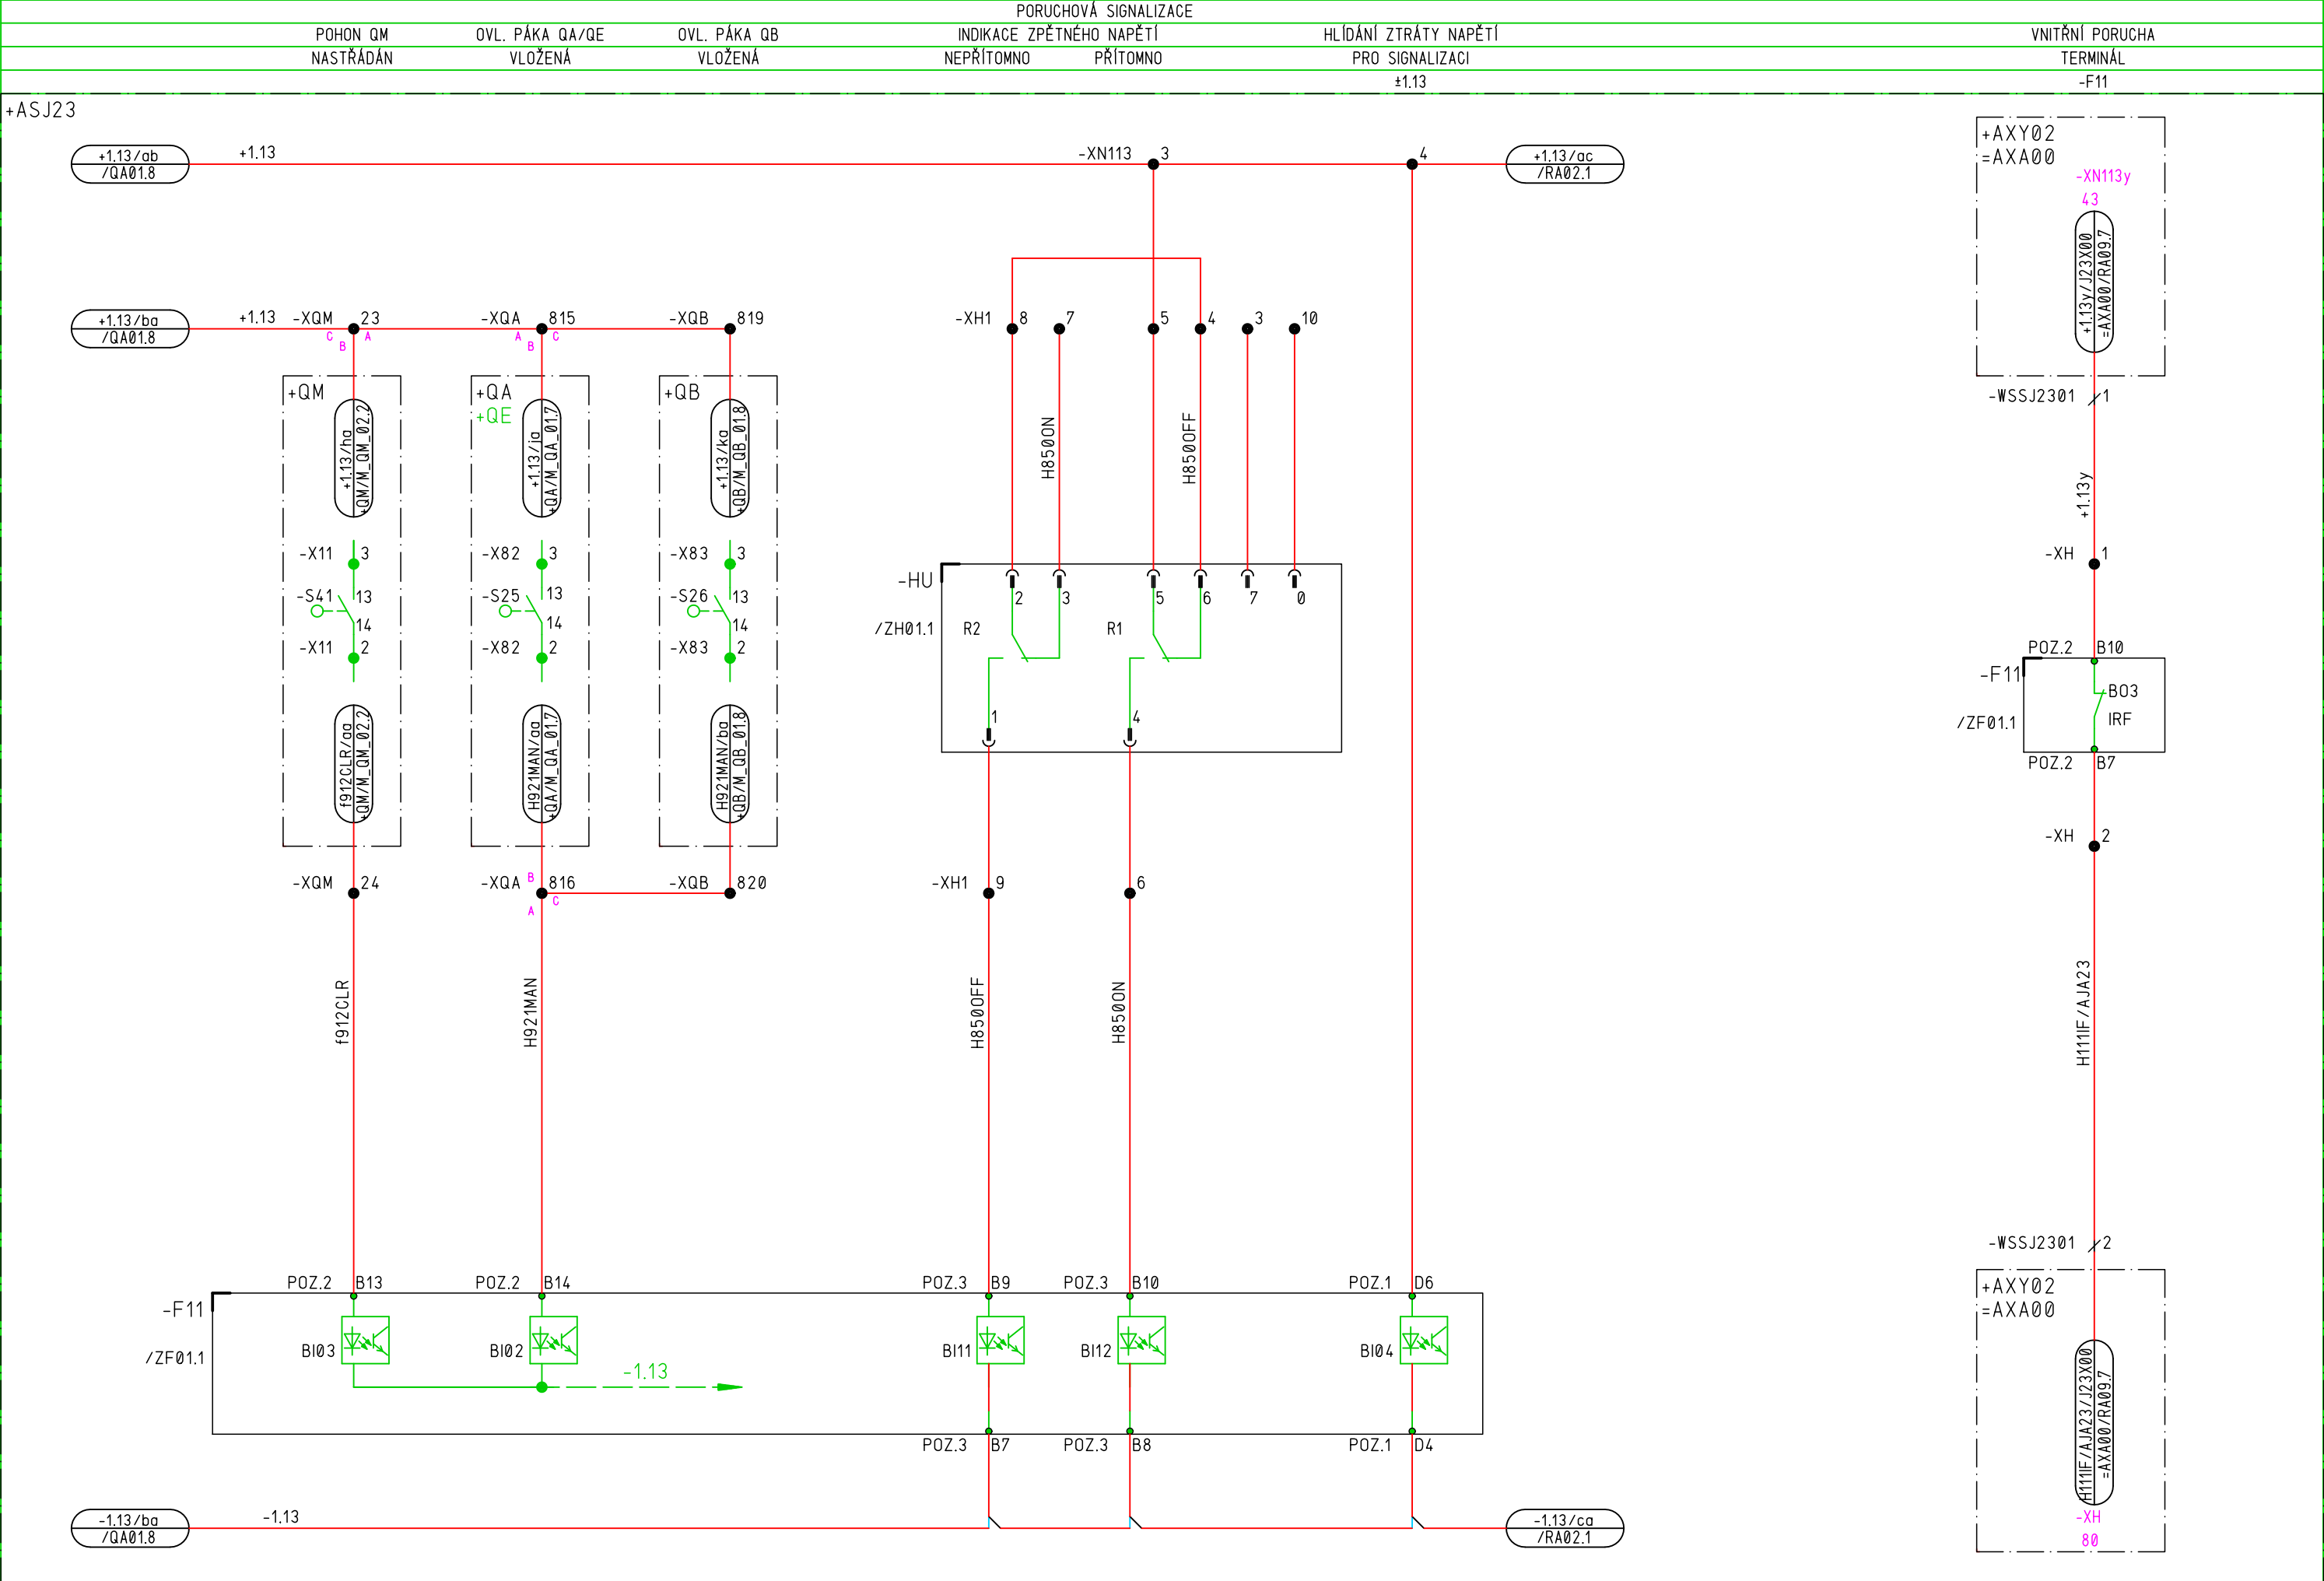 PORUCHOVÁ SIGNALIZACE
POHON QM OVL. PÁKA QA/QE OVL. PÁKA QB INDIKACE ZPĚTNÉHO NAPĚTÍ HLÍDÁNÍ ZTRÁTY NAPĚTÍ VNITŘNÍ PORUCHA
NASTŘÁDÁN VLOŽENÁ VLOŽENÁ NEPŘÍTOMNO PŘÍTOMNO PRO SIGNALIZACI TERMINÁL
±1.13 -F11
+ASJ23
+AXY02
=AXA00
+1.13/ab
/QA01.8
+1.13
-XN113 3
4
+1.13/ac
/RA02.1
-XN113y
43
+1.13y/J23X00
=AXA00/RA09.7
+1.13/ba
/QA01.8
+1.13
-XQM 23
C B A
-XQA 815
A B C
-XQB 819
-XH1 8 7 5 4 3 10
+QM
+QA
+QE
+QB
-WSSJ2301 1
+1.13/ha
+QM/M_QM_02.2
+1.13/ja
+QA/M_QA_01.7
+1.13/ka
+QB/M_QB_01.8
H850ON
H850OFF
+1.13y
-X11 3
-X82 3
-X83 3
-XH 1
-HU
/ZH01.1
2 3 5 6 7 0
-S41 13
14
-S25 13
14
-S26 13
14
R2 R1
-X11 2
-X82 2
-X83 2
POZ.2 B10
-F11
BO3
IRF
/ZF01.1
POZ.2 B7
1 4
f912CLR/aa
+QM/M_QM_02.2
H921MAN/aa
+QA/M_QA_01.7
H921MAN/ba
+QB/M_QB_01.8
-XH 2
-XQM 24
-XQA 816
B A C
-XQB 820
-XH1 9
6
f912CLR
H921MAN
H850OFF
H850ON
H111IF/AJA23
-WSSJ2301 2
POZ.2 B13
POZ.2 B14
POZ.3 B9
POZ.3 B10
POZ.1 D6
+AXY02
=AXA00
-F11
/ZF01.1
BI03
BI02
BI11
BI12
BI04
-1.13
H111IF/AJA23/J23X00
=AXA00/RA09.7
POZ.3 B7
POZ.3 B8
POZ.1 D4
-1.13/ba
/QA01.8
-1.13
-1.13/ca
/RA02.1
-XH
80